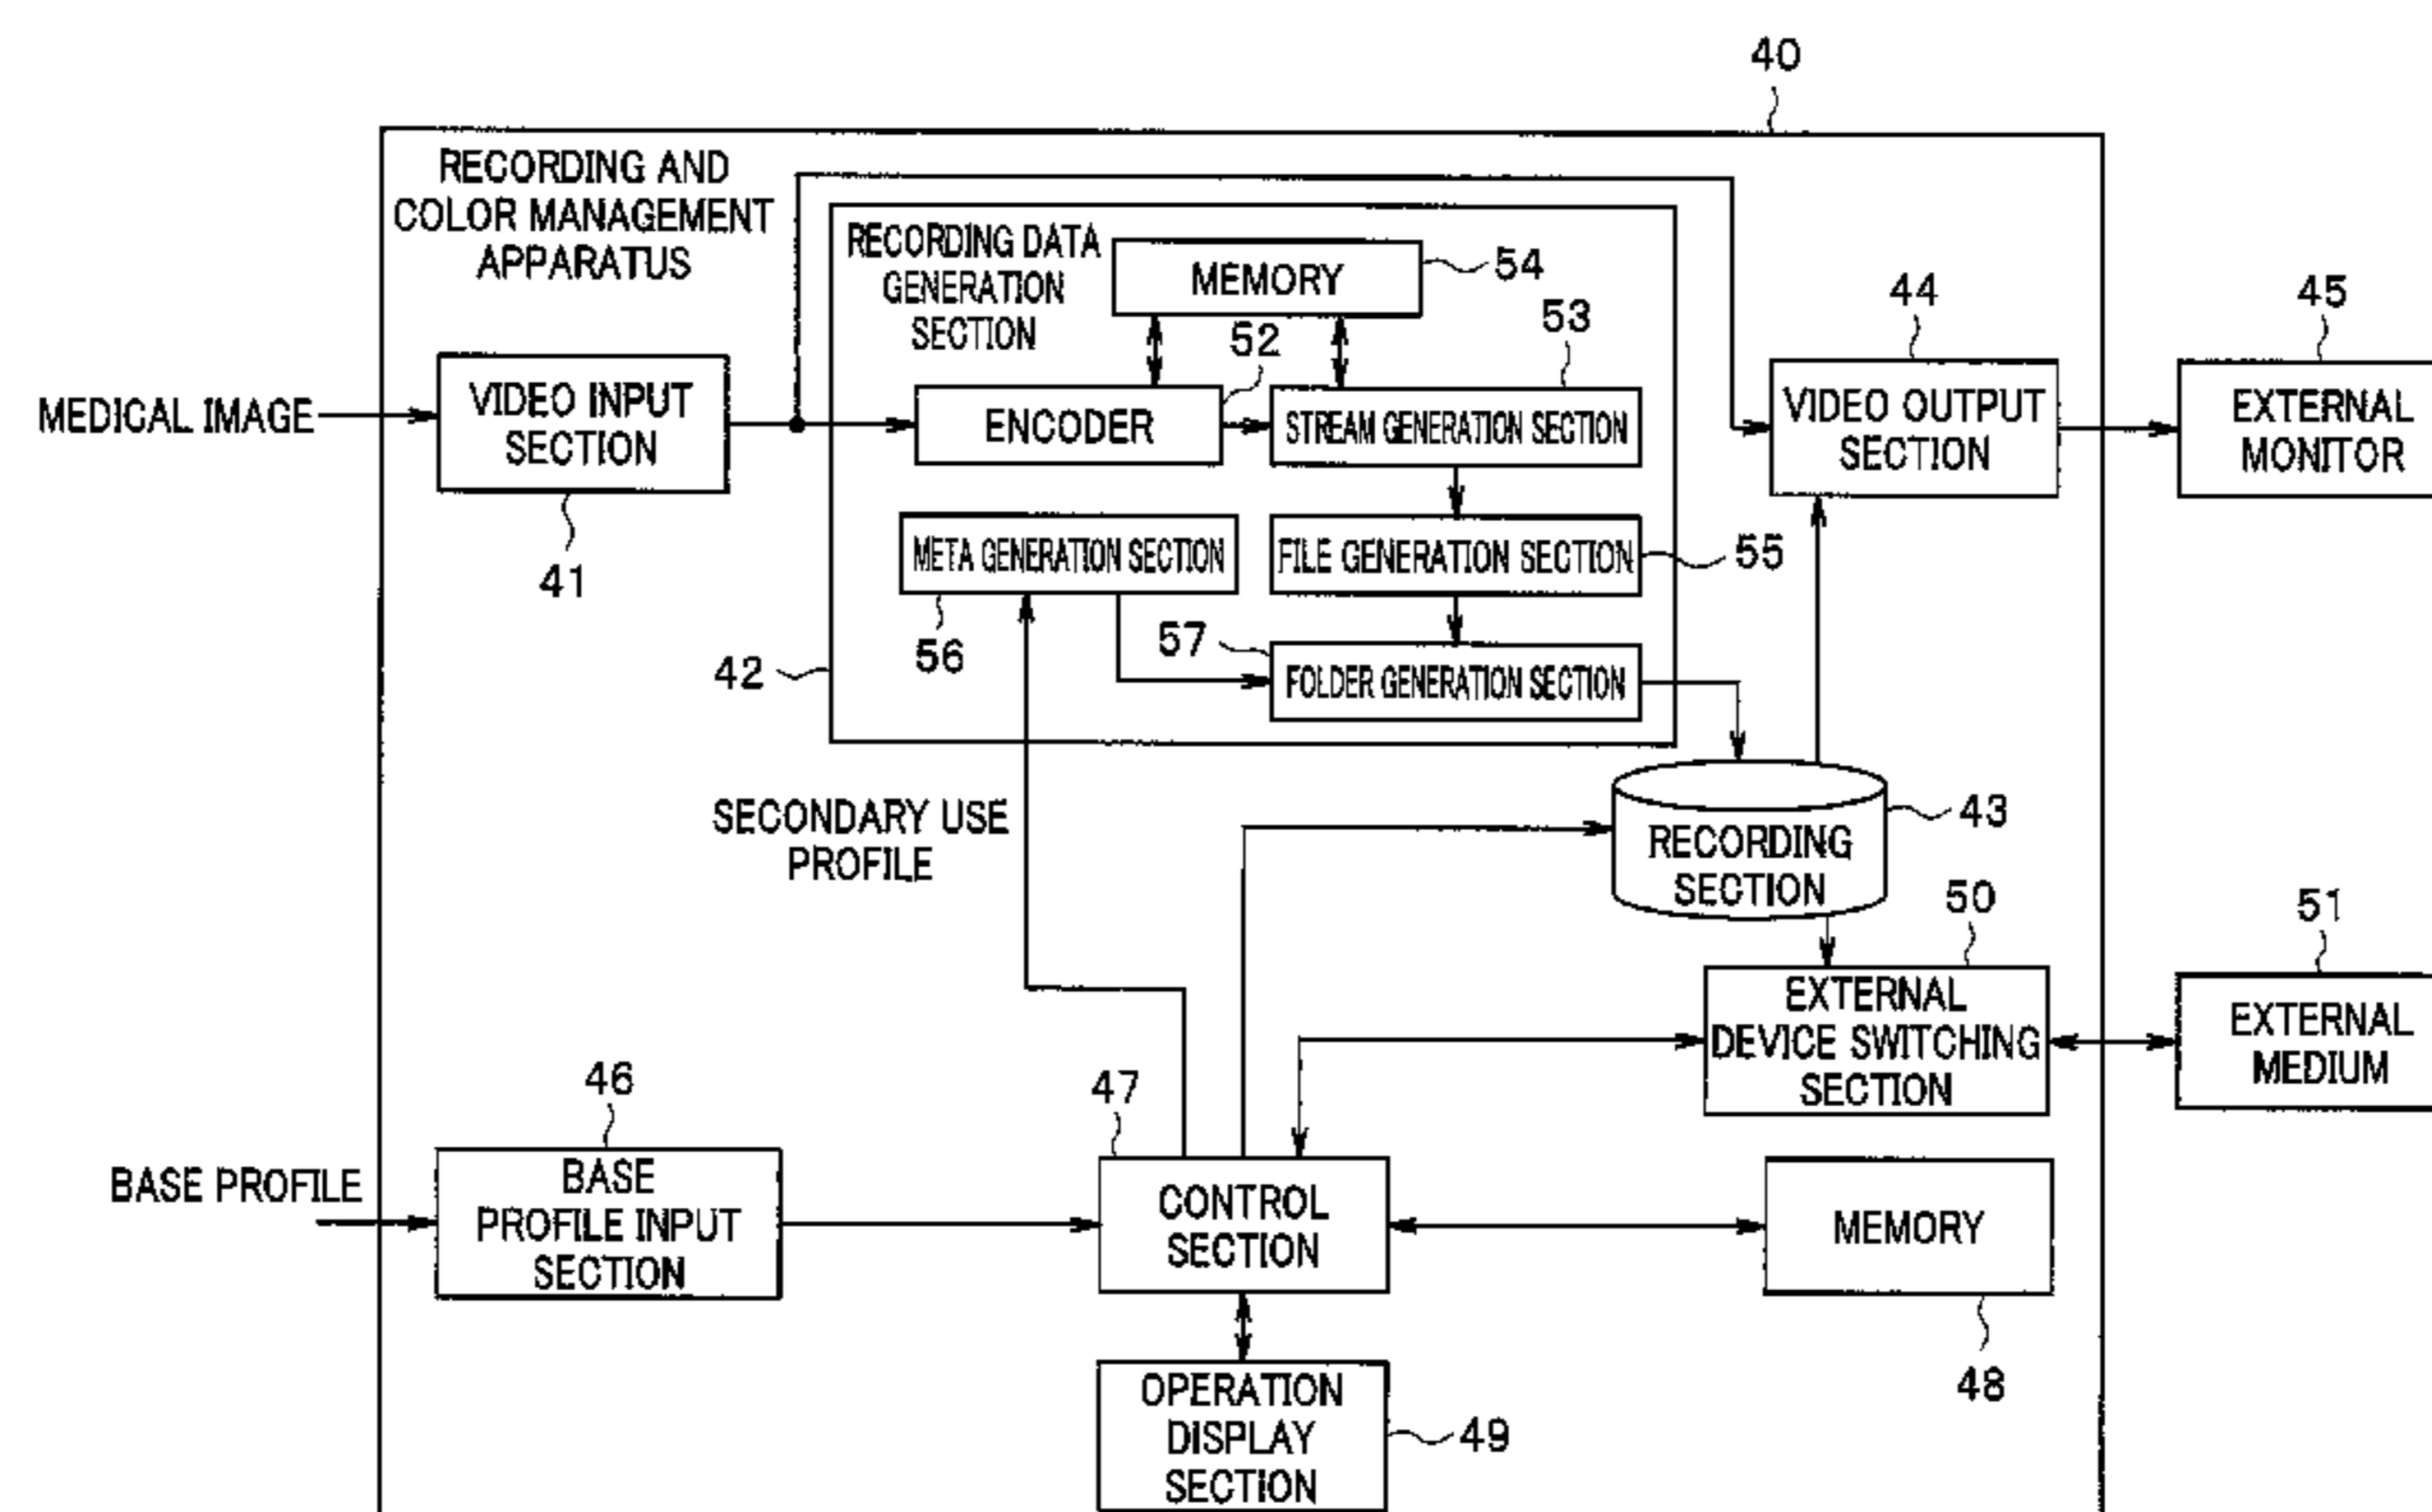 40
RECORDING AND
COLOR MANAGEMENT
APPARATUS
RECORDING DATA
GENERATION
SECTION
MEMORY
54
52
53
44
45
MEDICAL IMAGE
VIDEO INPUT
SECTION
41
ENCODER
STREAM GENERATION SECTION
VIDEO OUTPUT
SECTION
EXTERNAL
MONITOR
META GENERATION SECTION
56
FILE GENERATION SECTION
55
57
FOLDER GENERATION SECTION
42
SECONDARY USE
PROFILE
RECORDING
SECTION
43
50
51
EXTERNAL
DEVICE SWITCHING
SECTION
EXTERNAL
MEDIUM
46
47
BASE PROFILE
BASE
PROFILE INPUT
SECTION
CONTROL
SECTION
MEMORY
48
OPERATION
DISPLAY
SECTION
49